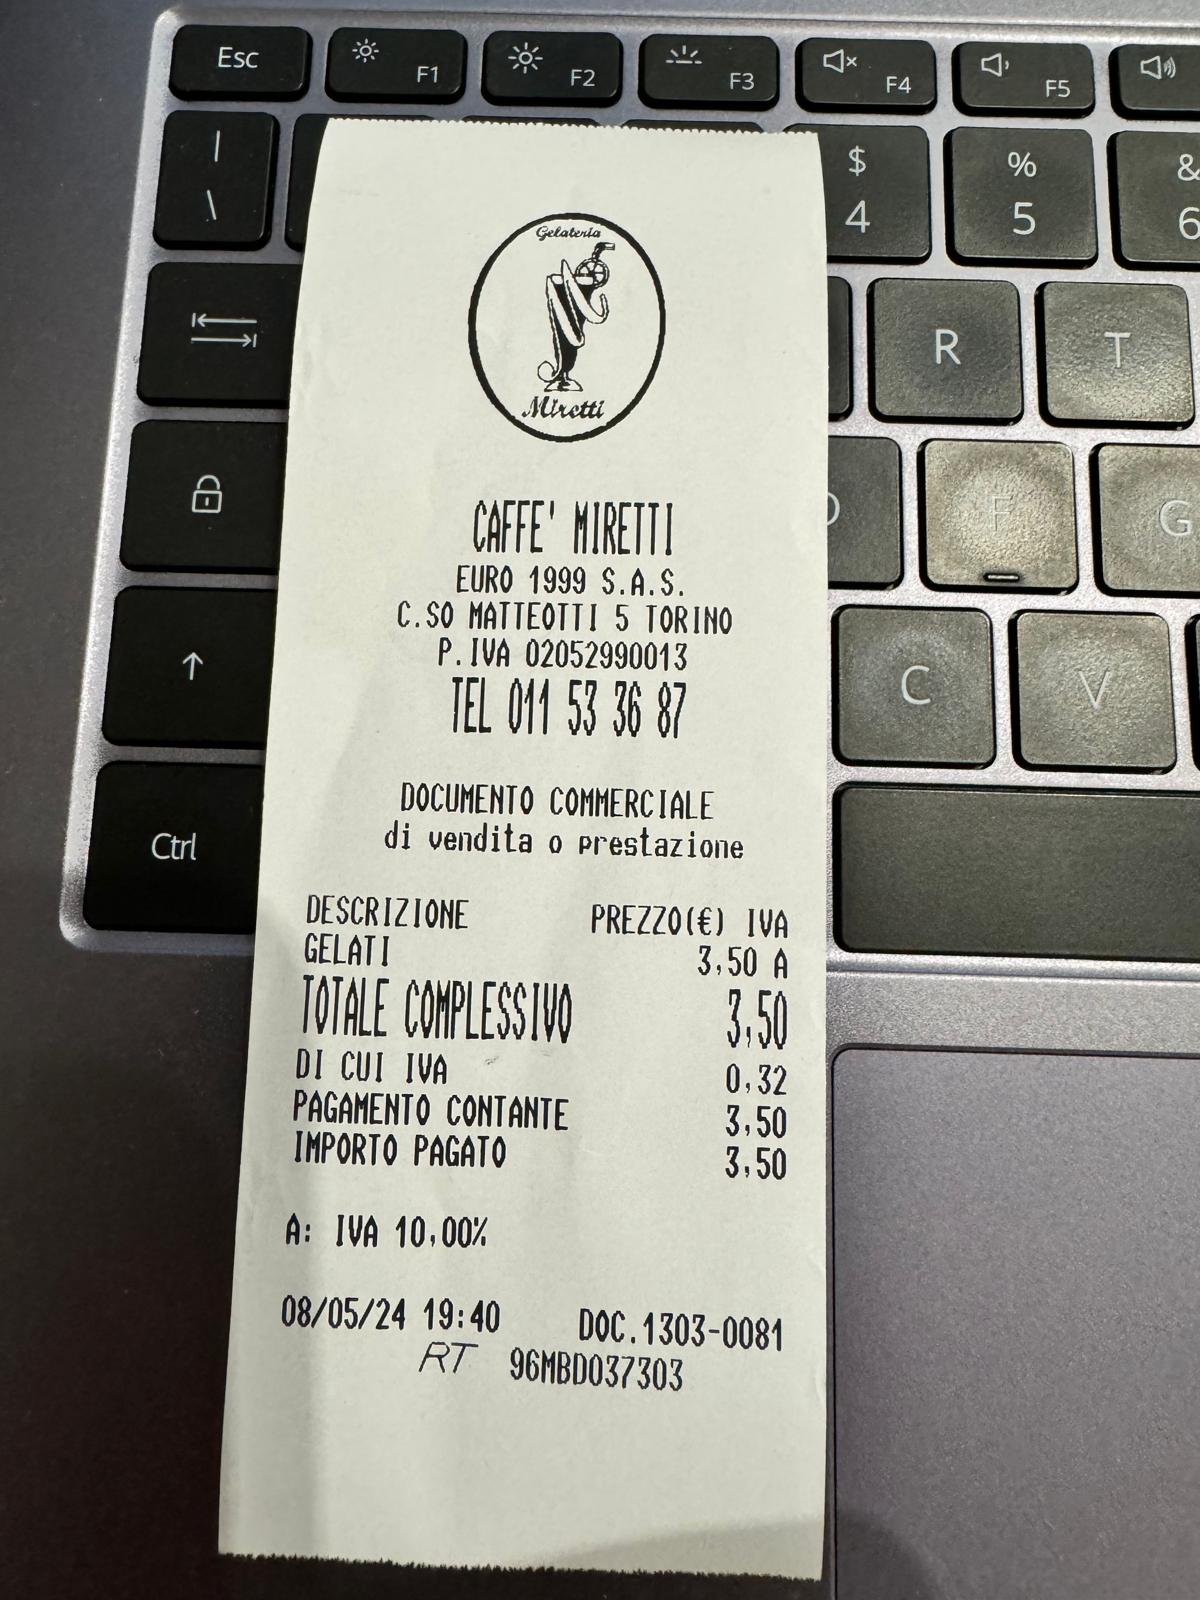 Esc
F1
F2
F3
F4
F5
|
\
$
4
%
5
&
6
R
T
F
G
C
V
Ctrl
Gelateria
Miretti
CAFFE' MIRETTI
EURO 1999 S.A.S.
C.SO MATTEOTTI 5 TORINO
P.IVA 02052990013
TEL 011 53 36 87
DOCUMENTO COMMERCIALE
di vendita o prestazione
DESCRIZIONE PREZZO(€) IVA
GELATI 3,50 A
TOTALE COMPLESSIVO 3,50
DI CUI IVA 0,32
PAGAMENTO CONTANTE 3,50
IMPORTO PAGATO 3,50
A: IVA 10,00%
08/05/24 19:40 DOC.1303-0081
RT 96MBD037303